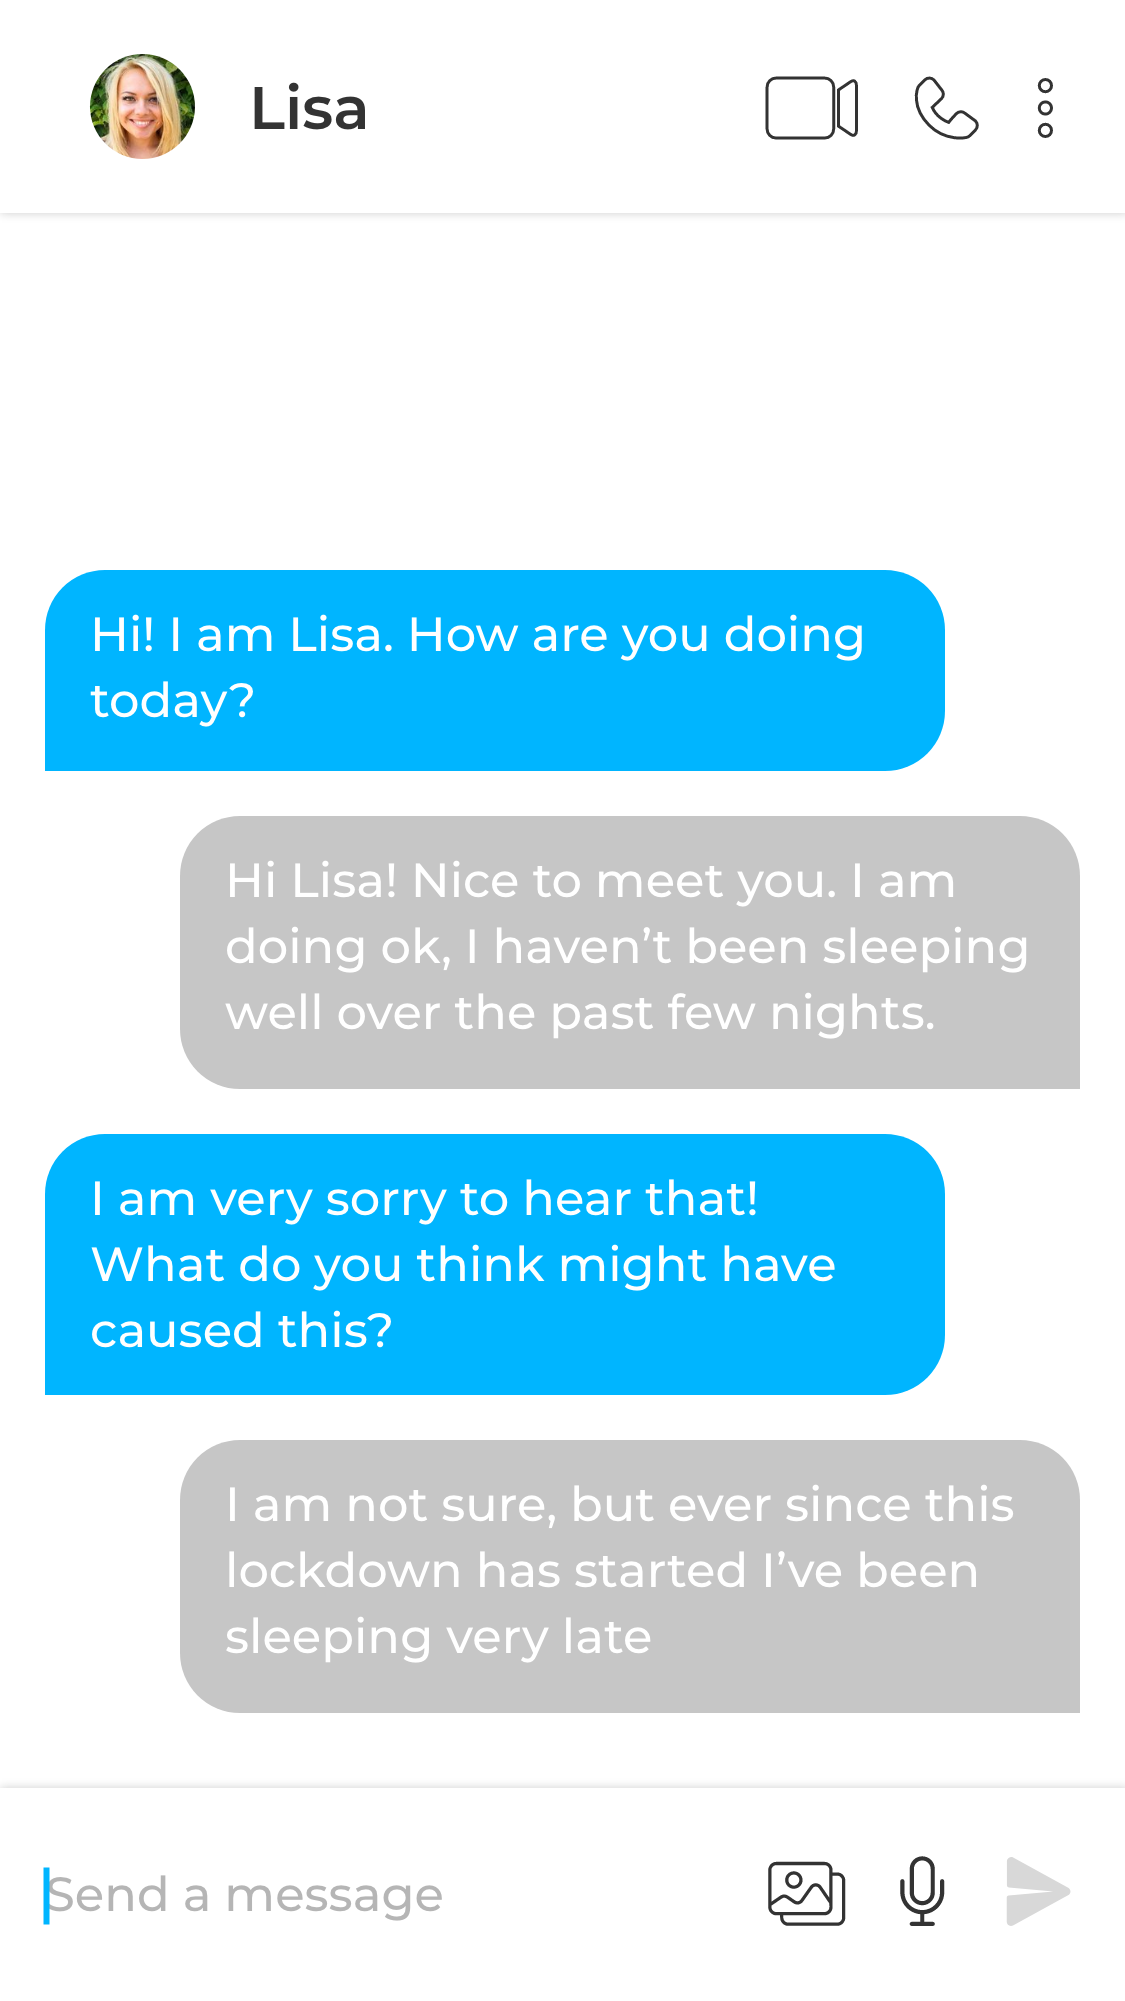 Lisa
Hi! I am Lisa. How are you doing
today?
Hi Lisa! Nice to meet you. I am
doing ok, I haven’t been sleeping
well over the past few nights.
I am very sorry to hear that!
What do you think might have
caused this?
I am not sure, but ever since this
lockdown has started I’ve been
sleeping very late
Send a message